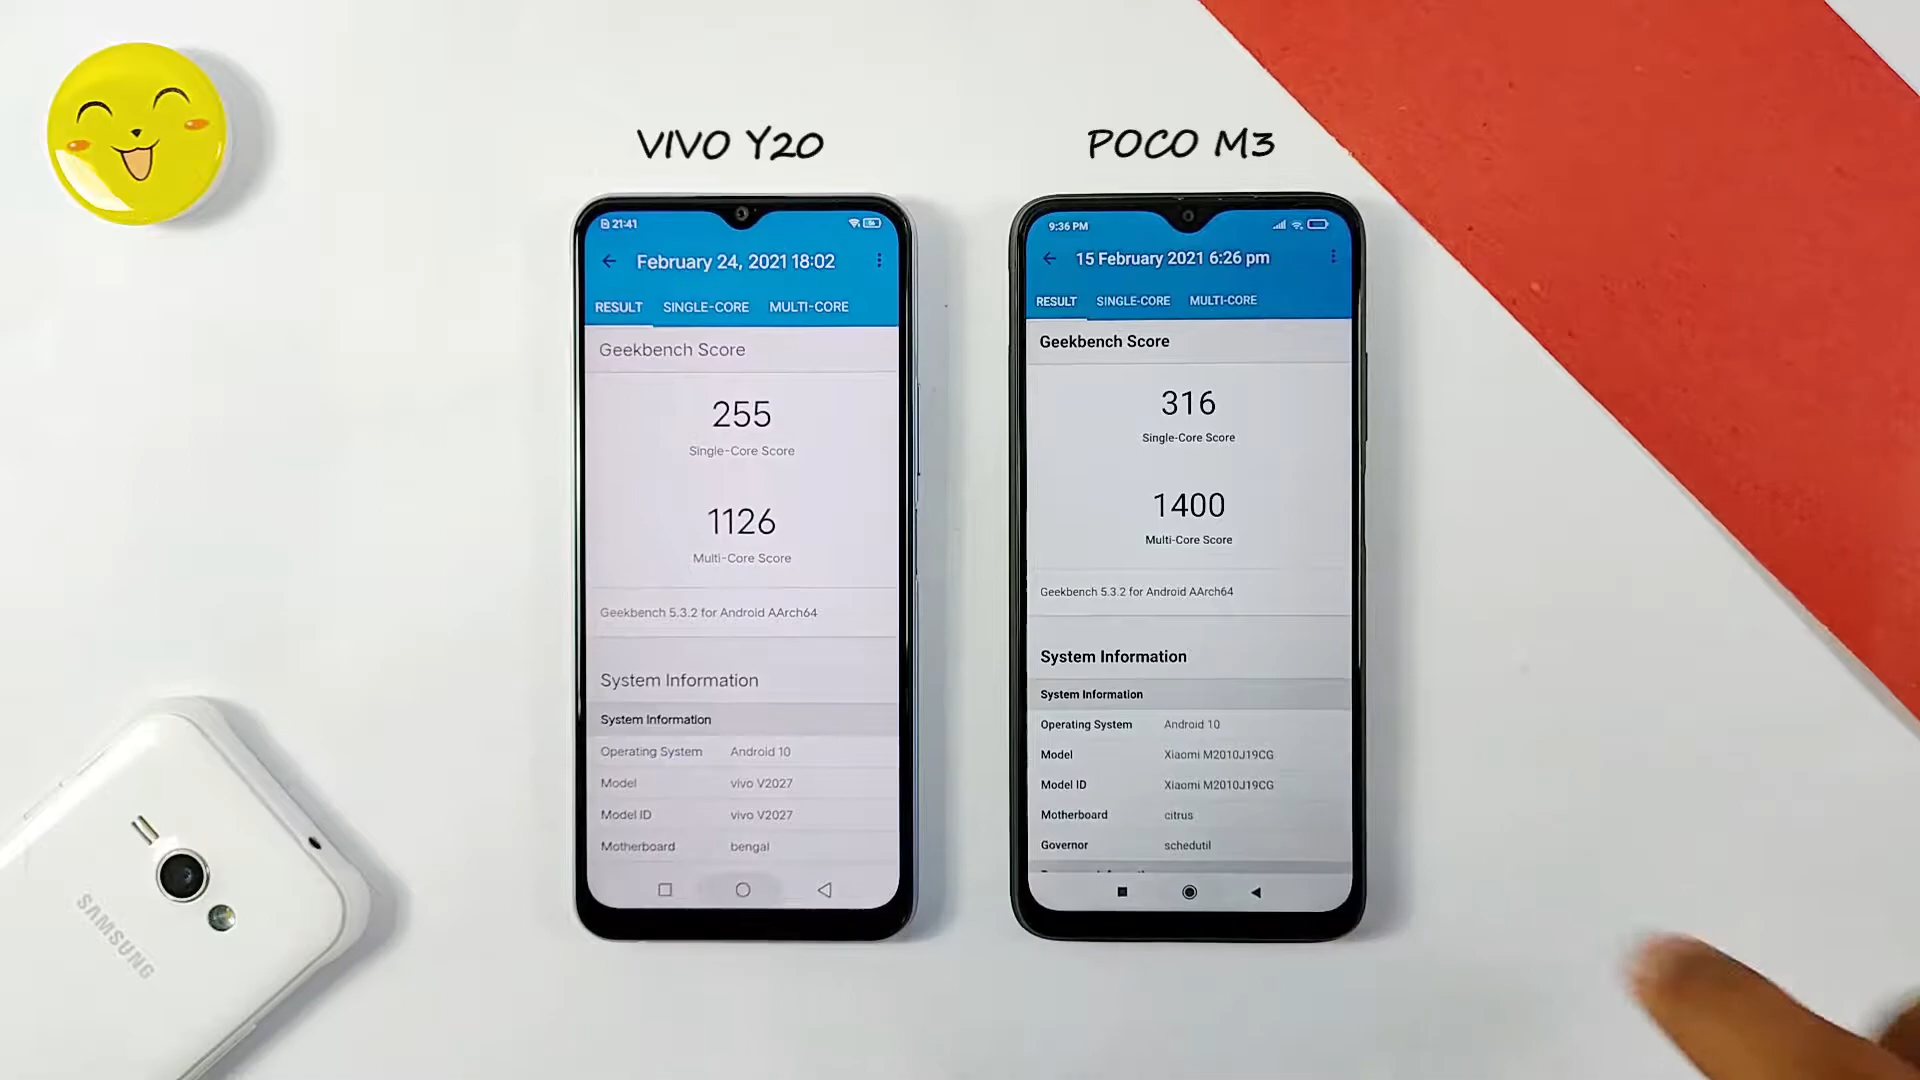 VIVO Y20
POCO M3
21:41
February 24, 2021 18:02
RESULT SINGLE-CORE MULTI-CORE
Geekbench Score
255
Single-Core Score
1126
Multi-Core Score
Geekbench 5.3.2 for Android AArch64
System Information
System Information
Operating System Android 10
Model vivo V2027
Model ID vivo V2027
Motherboard bengal
9:36 PM
15 February 2021 6:26 pm
RESULT SINGLE-CORE MULTI-CORE
Geekbench Score
316
Single-Core Score
1400
Multi-Core Score
Geekbench 5.3.2 for Android AArch64
System Information
System Information
Operating System Android 10
Model Xiaomi M2010J19CG
Model ID Xiaomi M2010J19CG
Motherboard citrus
Governor schedutil
SAMSUNG